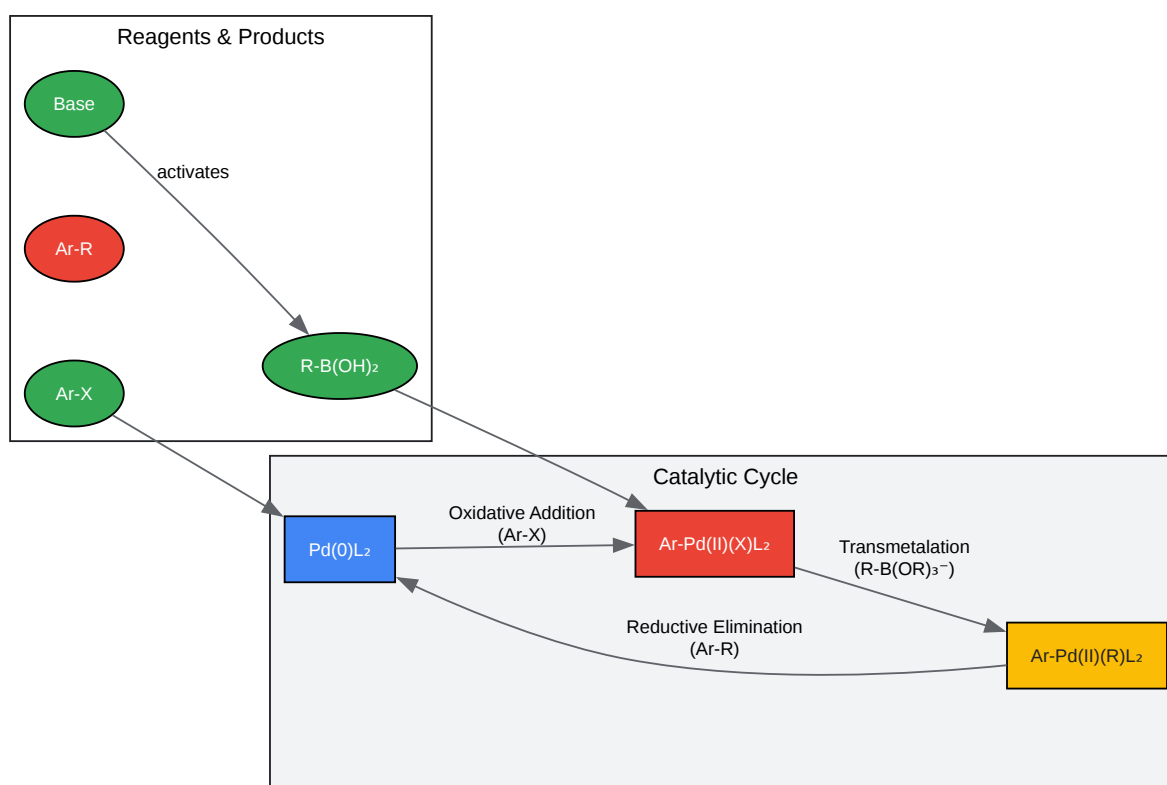 Reagents & Products
Base
activates
Ar-R
R-B(OH)₂
Ar-X
Catalytic Cycle
Oxidative Addition
(Ar-X)
Pd(0)L₂
Ar-Pd(II)(X)L₂
Transmetalation
(R-B(OR)₃⁻)
Reductive Elimination
(Ar-R)
Ar-Pd(II)(R)L₂